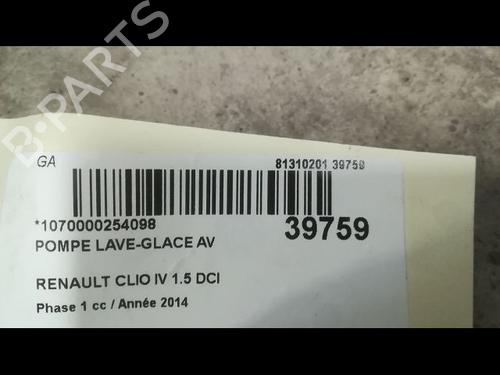 B-PARTS
GA
81310201 39759
*1070000254098
39759
POMPE LAVE-GLACE AV
RENAULT CLIO IV 1.5 DCI
Phase 1 cc / Année 2014